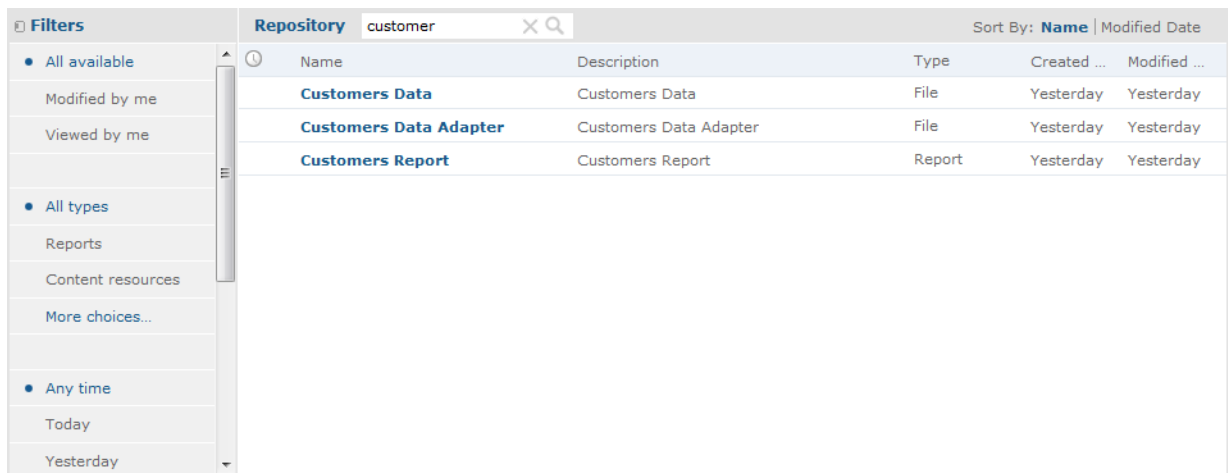 Filters
All available
Modified by me
Viewed by me
All types
Reports
Content resources
More choices...
Any time
Today
Yesterday
Repository customer Sort By: Name | Modified Date
Name Description Type Created ... Modified ...
Customers Data Customers Data File Yesterday Yesterday
Customers Data Adapter Customers Data Adapter File Yesterday Yesterday
Customers Report Customers Report Report Yesterday Yesterday